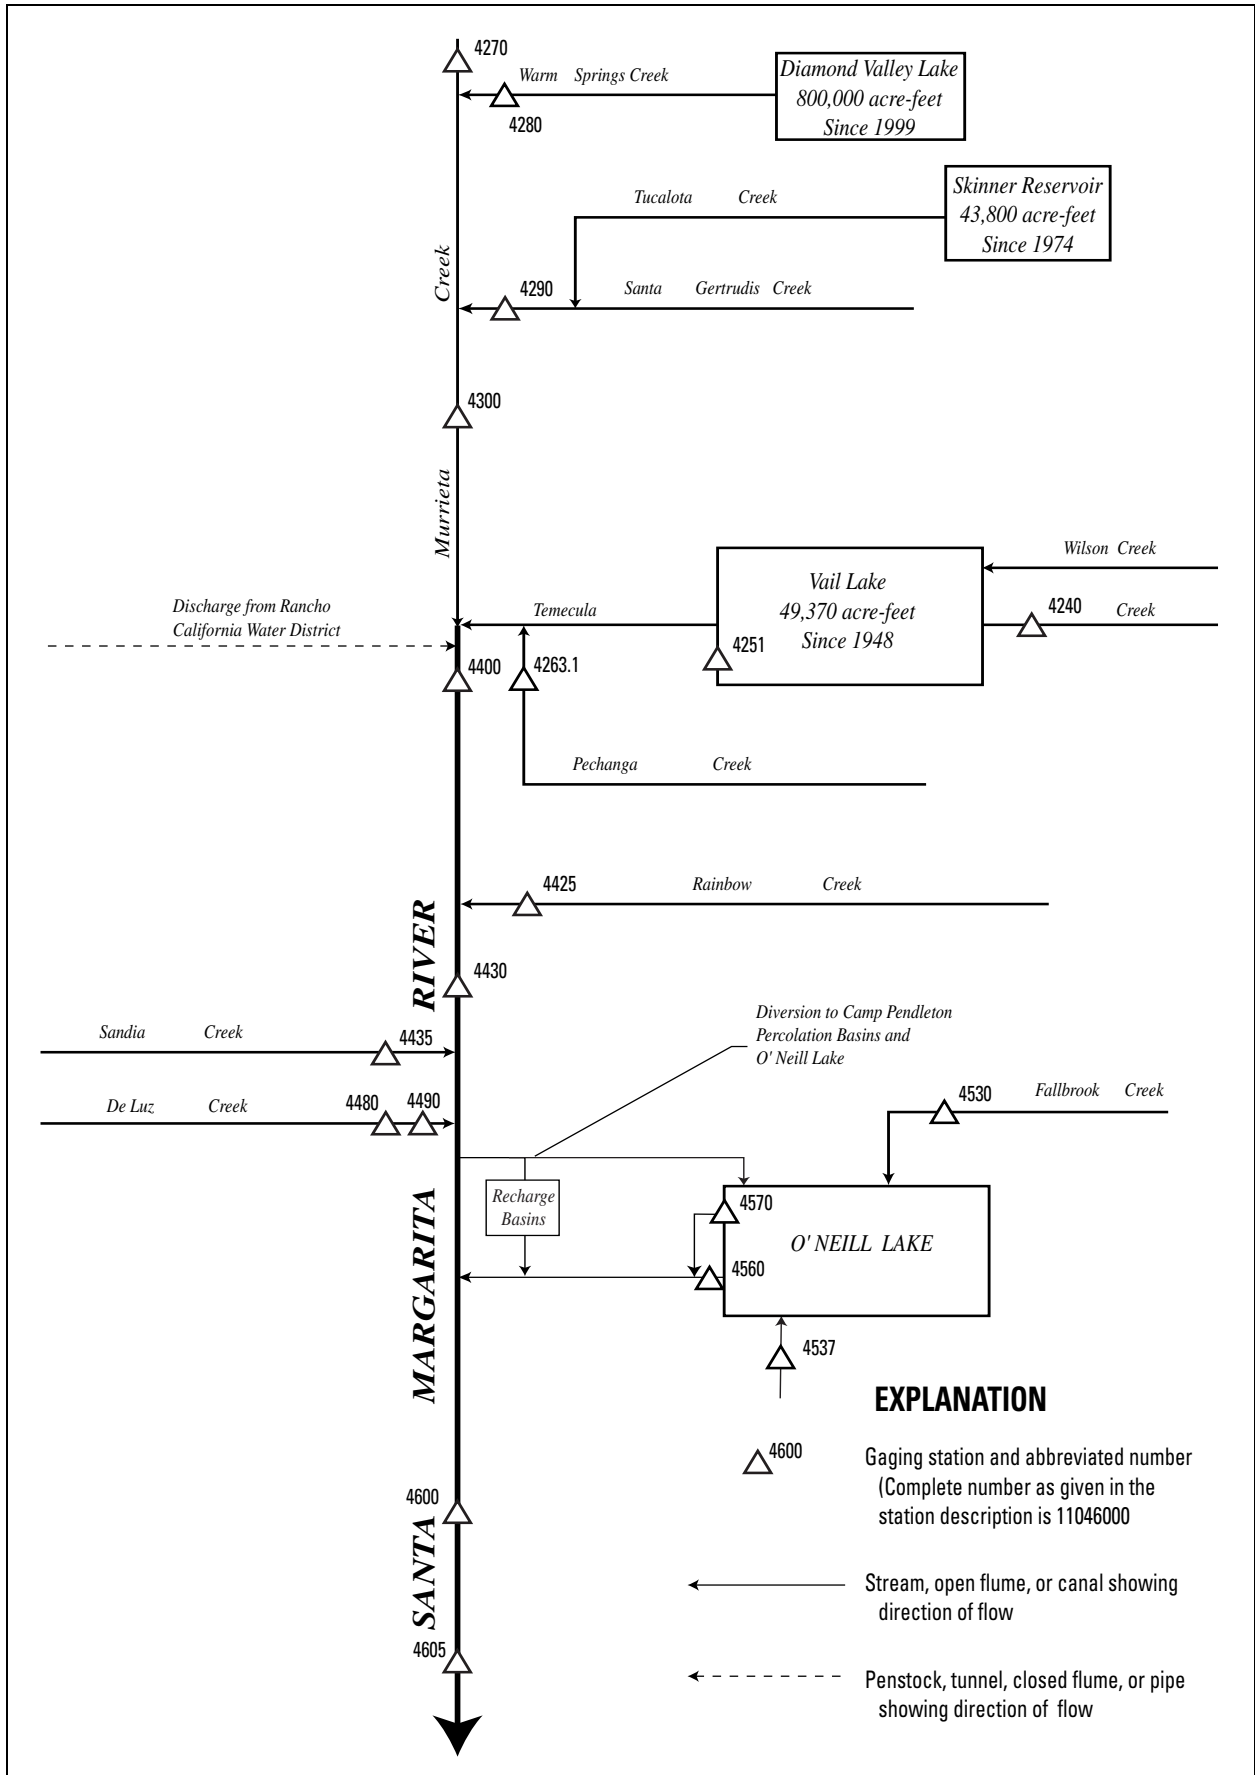 4270
Warm Springs Creek
4280
Diamond Valley Lake
800,000 acre-feet
Since 1999
Skinner Reservoir
43,800 acre-feet
Since 1974
Tucalota Creek
Creek
4290
Santa Gertrudis Creek
4300
Murrieta
Wilson Creek
Vail Lake
49,370 acre-feet
Since 1948
4240
Creek
Temecula
Discharge from Rancho
California Water District
4251
4400
4263.1
Pechanga Creek
4425
Rainbow Creek
RIVER
4430
Sandia Creek
4435
Diversion to Camp Pendleton
Percolation Basins and
O' Neill Lake
De Luz Creek
4480
4490
4530
Fallbrook Creek
Recharge
Basins
4570
O' NEILL LAKE
4560
MARGARITA
4537
EXPLANATION
4600
Gaging station and abbreviated number
(Complete number as given in the
station description is 11046000
4600
SANTA
Stream, open flume, or canal showing
direction of flow
4605
Penstock, tunnel, closed flume, or pipe
showing direction of flow